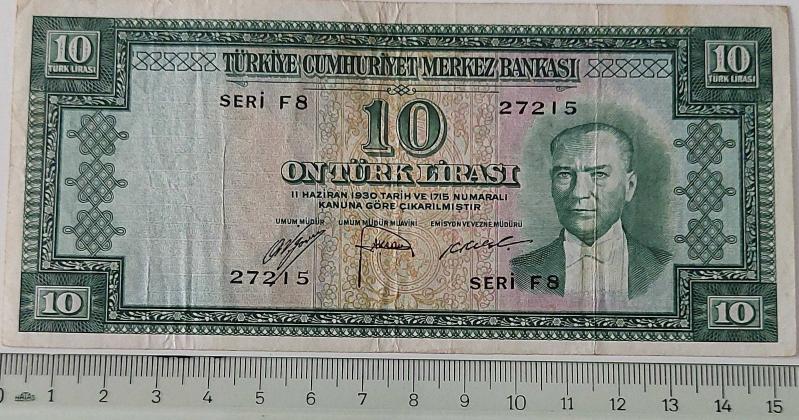 10
TÜRK LİRASI
10
TÜRK LİRASI
TÜRKİYE CUMHURİYET MERKEZ BANKASI
SERİ F8
27215
10
ON TÜRK LİRASI
11 HAZİRAN 1930 TARİH VE 1715 NUMARALI
KANUNA GÖRE ÇIKARILMIŞTIR
UMUM MÜDÜR UMUM MÜDÜR MUAVİNİ EMİSYON VE VEZNE MÜDÜRÜ
27215
SERİ F8
10
10
0 1 2 3 4 5 6 7 8 9 10 11 12 13 14 15
HATAS